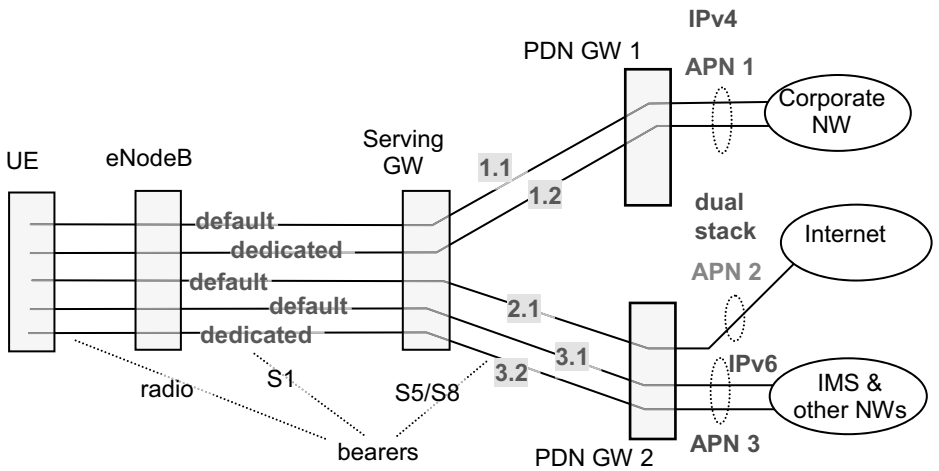 IPv4
PDN GW 1
APN 1
Corporate
NW
Serving
GW
eNodeB
UE
1.1
1.2
default
dedicated
default
default
dedicated
dual
stack
Internet
APN 2
2.1
3.1
3.2
IPv6
IMS &
other NWs
radio
S1
S5/S8
bearers
PDN GW 2
APN 3